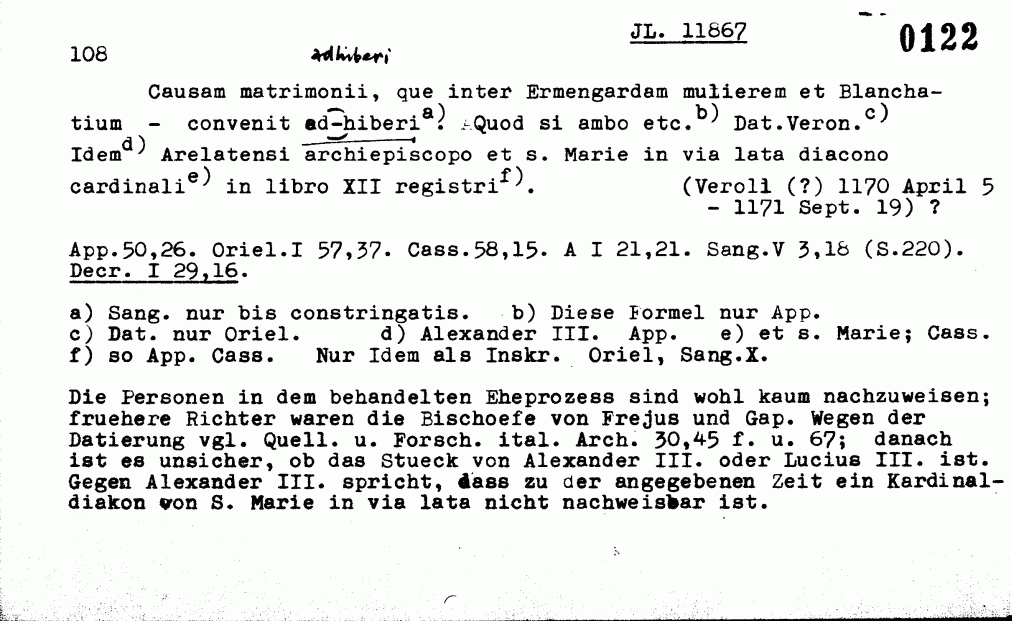 JL. 11867
0122
108
adhiberi
Causam matrimonii, que inter Ermengardam mulierem et Blancha-
tium - convenit ad-hiberi a). Quod si ambo etc. b) Dat.Veron. c)
Idem d) Arelatensi archiepiscopo et s. Marie in via lata diacono
cardinali e) in libro XII registri f). (Veroli (?) 1170 April 5
- 1171 Sept. 19) ?
App.50,26. Oriel.I 57,37. Cass.58,15. A I 21,21. Sang.V 3,18 (S.220).
Decr. I 29,16.
a) Sang. nur bis constringatis. b) Diese Formel nur App.
c) Dat. nur Oriel. d) Alexander III. App. e) et s. Marie; Cass.
f) so App. Cass. Nur Idem als Inskr. Oriel, Sang.X.
Die Personen in dem behandelten Eheprozess sind wohl kaum nachzuweisen;
fruehere Richter waren die Bischoefe von Frejus und Gap. Wegen der
Datierung vgl. Quell. u. Forsch. ital. Arch. 30,45 f. u. 67; danach
ist es unsicher, ob das Stueck von Alexander III. oder Lucius III. ist.
Gegen Alexander III. spricht, dass zu der angegebenen Zeit ein Kardinal-
diakon von S. Marie in via lata nicht nachweisbar ist.